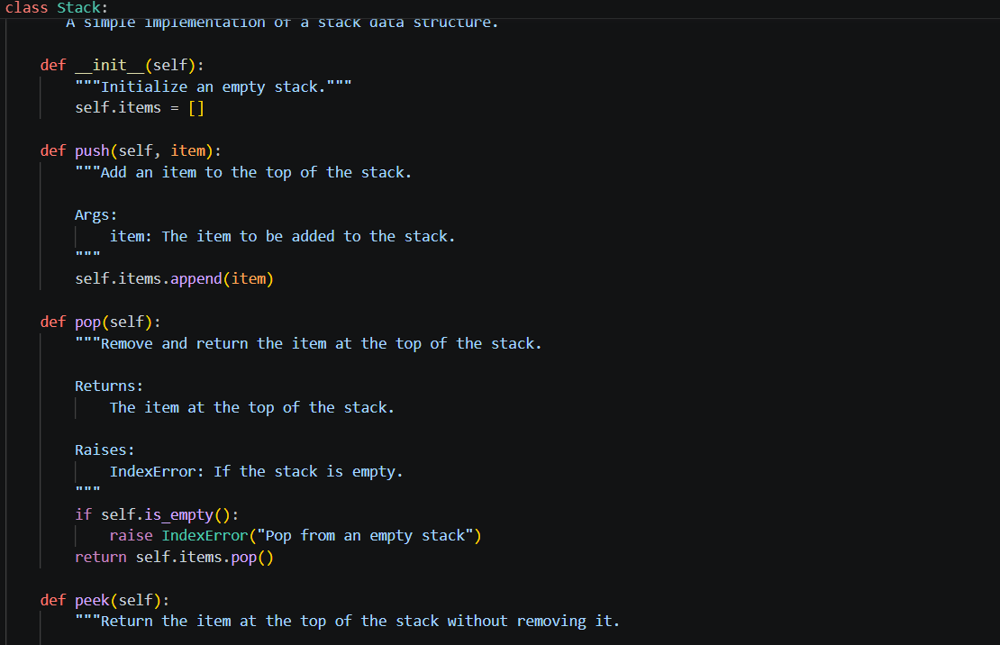 class Stack:
A simple implementation of a stack data structure.
def __init__(self):
"""Initialize an empty stack."""
self.items = []
def push(self, item):
"""Add an item to the top of the stack.
Args:
item: The item to be added to the stack.
"""
self.items.append(item)
def pop(self):
"""Remove and return the item at the top of the stack.
Returns:
The item at the top of the stack.
Raises:
IndexError: If the stack is empty.
"""
if self.is_empty():
raise IndexError("Pop from an empty stack")
return self.items.pop()
def peek(self):
"""Return the item at the top of the stack without removing it.